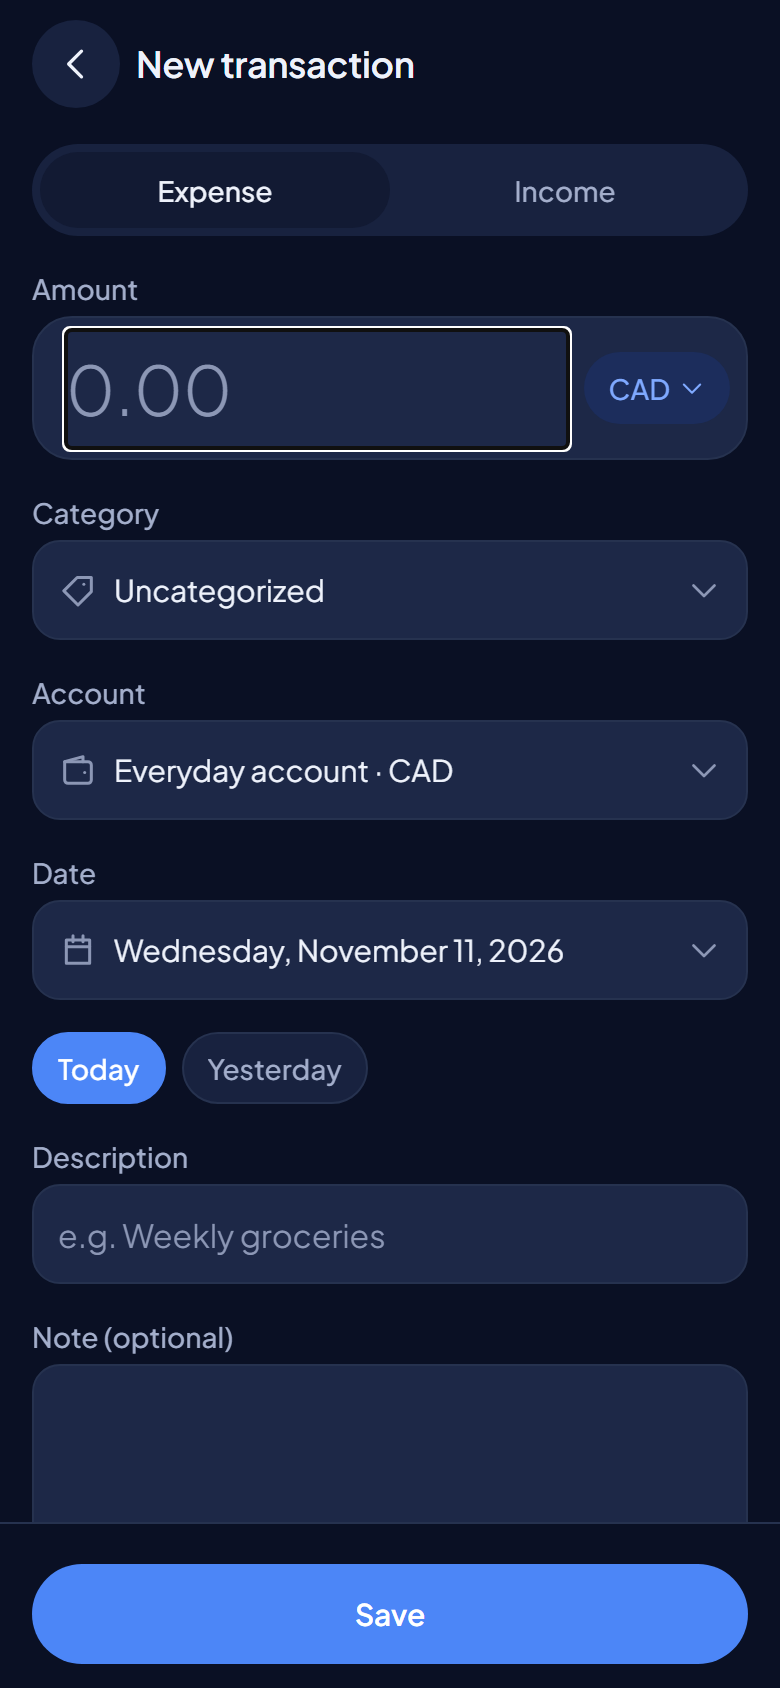 New transaction
Expense
Income
Amount
0.00
CAD
Category
Uncategorized
Account
Everyday account · CAD
Date
Wednesday, November 11, 2026
Today
Yesterday
Description
e.g. Weekly groceries
Note (optional)
Save